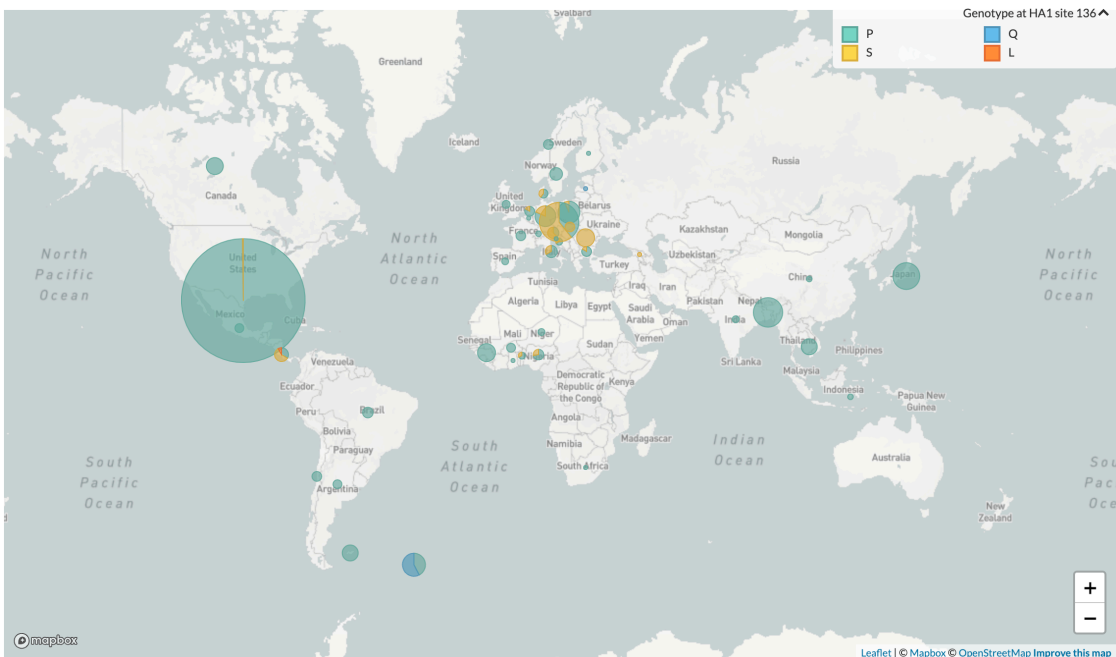 Svalbard
Genotype at HA1 site 136
P
Q
S
L
Greenland
Iceland
Sweden
Norway
Russia
Canada
United
Kingdom
Belarus
Ukraine
France
Kazakhstan
Mongolia
North
Pacific
Ocean
North
Atlantic
Ocean
North
Pacific
Ocean
United
States
Spain
Italy
Turkey
Uzbekistan
China
Japan
Tunisia
Algeria
Libya
Egypt
Iraq
Iran
Pakistan
Nepal
Saudi
Arabia
Oman
India
Mexico
Cuba
Senegal
Mali
Niger
Sudan
Yemen
Thailand
Philippines
Nigeria
Sri Lanka
Malaysia
Venezuela
Ecuador
Democratic
Republic of
the Congo
Kenya
Indonesia
Papua New
Guinea
Peru
Brazil
Angola
Bolivia
Namibia
Madagascar
Indian
Ocean
Paraguay
South
Atlantic
Ocean
South
Pacific
Ocean
South Africa
Australia
Sou
Pac
Oce
Argentina
New
Zealand
d
+
−
mapbox
Leaflet | © Mapbox © OpenStreetMap Improve this map